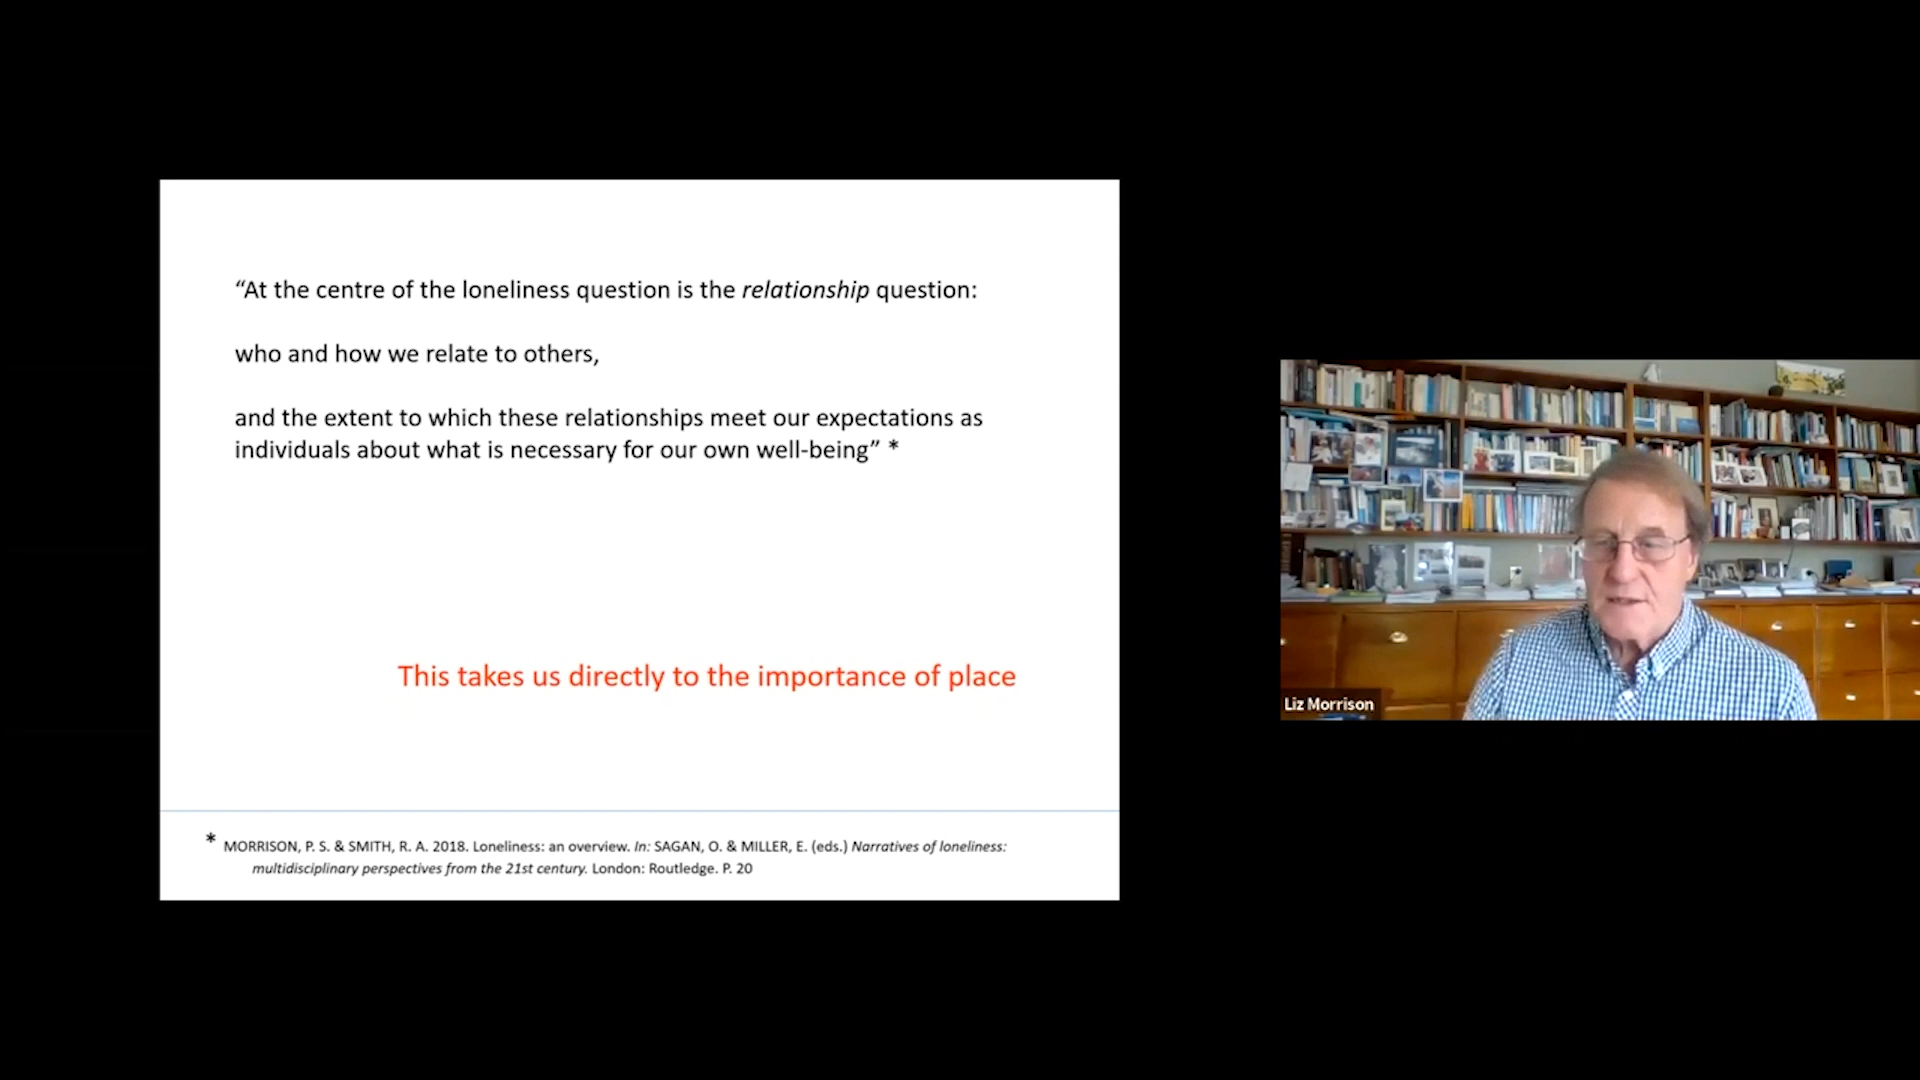 “At the centre of the loneliness question is the relationship question:
who and how we relate to others,
and the extent to which these relationships meet our expectations as
individuals about what is necessary for our own well-being” *
This takes us directly to the importance of place
* MORRISON, P. S. & SMITH, R. A. 2018. Loneliness: an overview. In: SAGAN, O. & MILLER, E. (eds.) Narratives of loneliness:
multidisciplinary perspectives from the 21st century. London: Routledge. P. 20
Liz Morrison